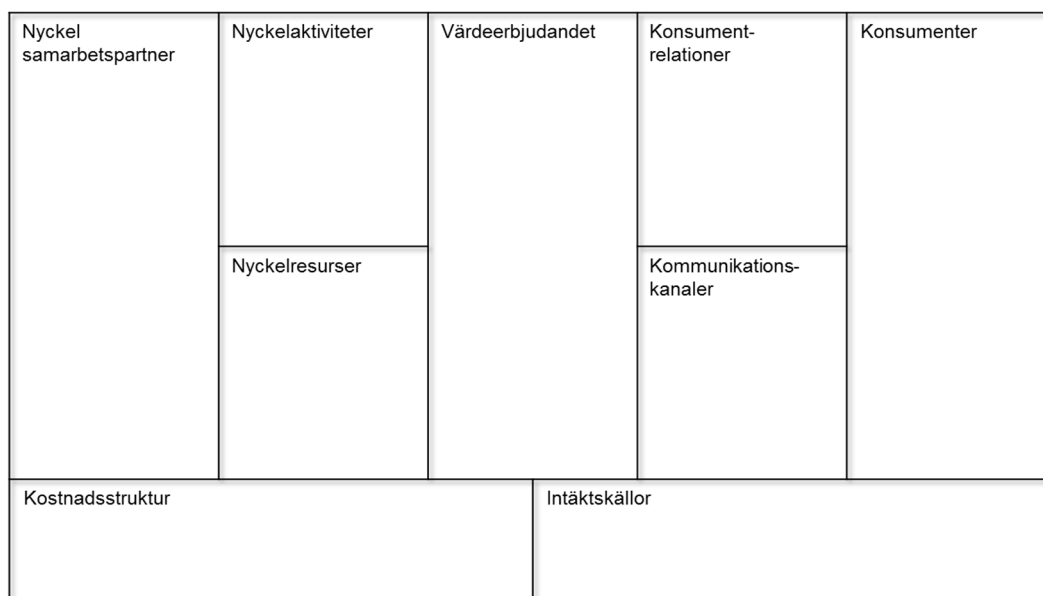 Nyckel
samarbetspartner
Nyckelaktiviteter
Nyckelresurser
Värdeerbjudandet
Konsument-
relationer
Kommunikations-
kanaler
Konsumenter
Kostnadsstruktur
Intäktskällor